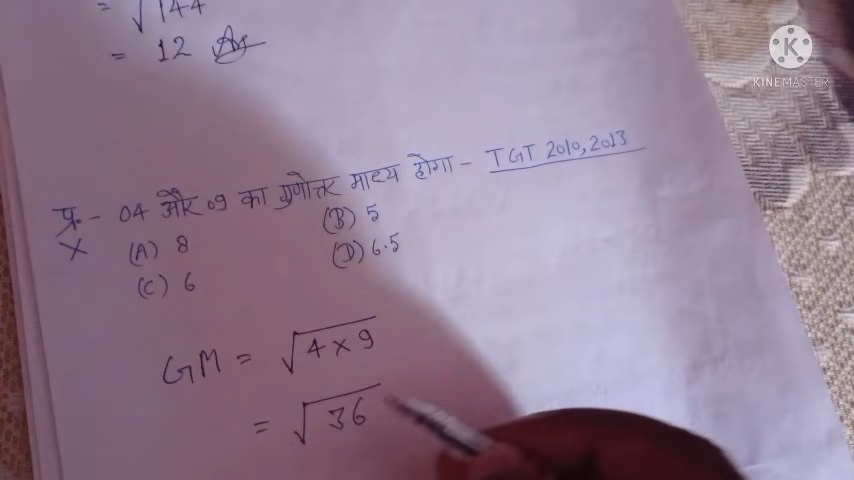 = √144
= 12 Ans
K
KINEMASTER
प्र. - 04 और 09 का गुणोत्तर माध्य होगा - TGT 2010, 2013
X (A) 8 (B) 5
(C) 6 (D) 6.5
GM = √4×9
= √36